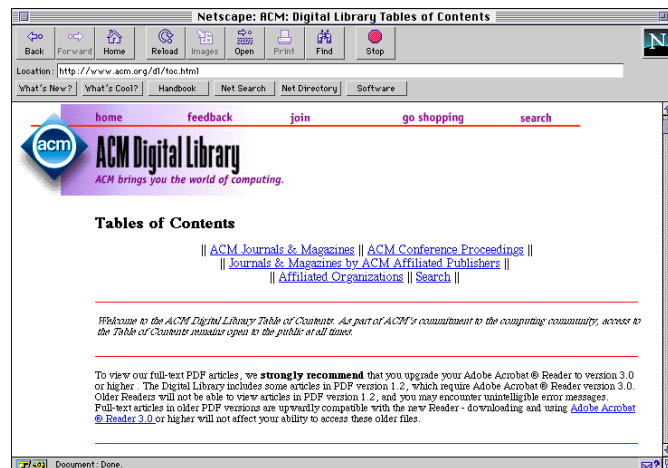 Netscape: ACM: Digital Library Tables of Contents
Back Forward Home Reload Images Open Print Find Stop
N
Location: http://www.acm.org/dl/toc.html
What's New? What's Cool? Handbook Net Search Net Directory Software
home feedback join go shopping search
acm
ACM Digital Library
ACM brings you the world of computing.
Tables of Contents
|| ACM Journals & Magazines || ACM Conference Proceedings ||
|| Journals & Magazines by ACM Affiliated Publishers ||
|| Affiliated Organizations || Search ||
Welcome to the ACM Digital Library Table of Contents. As part of ACM's commitment to the computing community, access to
the Table of Contents remains open to the public at all times.
To view our full-text PDF articles, we strongly recommend that you upgrade your Adobe Acrobat ® Reader to version 3.0
or higher . The Digital Library includes some articles in PDF version 1.2, which require Adobe Acrobat ® Reader version 3.0.
Older Readers will not be able to view articles in PDF version 1.2, and you may encounter unintelligible error messages.
Full-text articles in older PDF versions are upwardly compatible with the new Reader - downloading and using Adobe Acrobat
® Reader 3.0 or higher will not affect your ability to access these older files.
Document: Done.